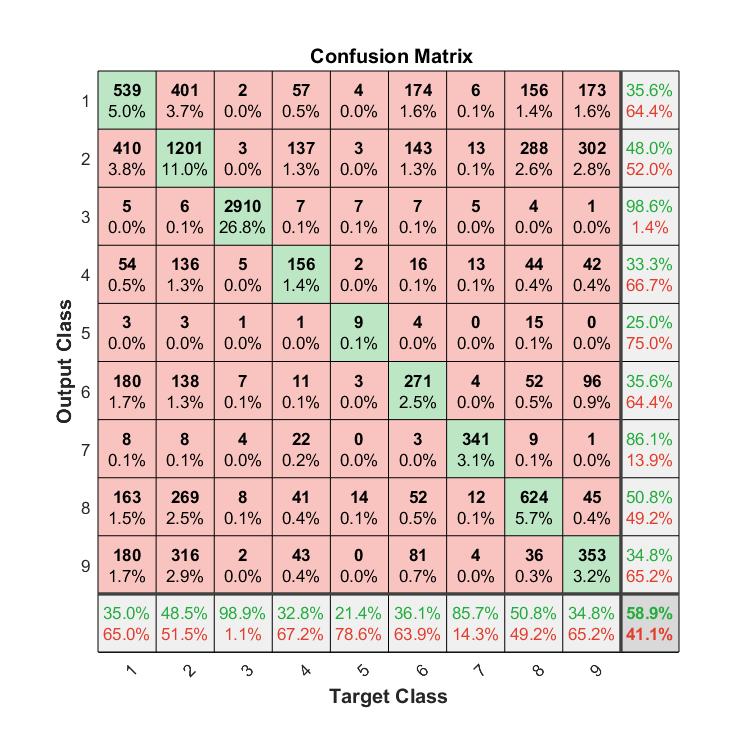 Confusion Matrix
539 401 2 57 4 174 6 156 173 35.6%
1 5.0% 3.7% 0.0% 0.5% 0.0% 1.6% 0.1% 1.4% 1.6% 64.4%
410 1201 3 137 3 143 13 288 302 48.0%
2 3.8% 11.0% 0.0% 1.3% 0.0% 1.3% 0.1% 2.6% 2.8% 52.0%
5 6 2910 7 7 7 5 4 1 98.6%
3 0.0% 0.1% 26.8% 0.1% 0.1% 0.1% 0.0% 0.0% 0.0% 1.4%
54 136 5 156 2 16 13 44 42 33.3%
4 0.5% 1.3% 0.0% 1.4% 0.0% 0.1% 0.1% 0.4% 0.4% 66.7%
3 3 1 1 9 4 0 15 0 25.0%
5 0.0% 0.0% 0.0% 0.0% 0.1% 0.0% 0.0% 0.1% 0.0% 75.0%
180 138 7 11 3 271 4 52 96 35.6%
6 1.7% 1.3% 0.1% 0.1% 0.0% 2.5% 0.0% 0.5% 0.9% 64.4%
8 8 4 22 0 3 341 9 1 86.1%
7 0.1% 0.1% 0.0% 0.2% 0.0% 0.0% 3.1% 0.1% 0.0% 13.9%
163 269 8 41 14 52 12 624 45 50.8%
8 1.5% 2.5% 0.1% 0.4% 0.1% 0.5% 0.1% 5.7% 0.4% 49.2%
180 316 2 43 0 81 4 36 353 34.8%
9 1.7% 2.9% 0.0% 0.4% 0.0% 0.7% 0.0% 0.3% 3.2% 65.2%
35.0% 48.5% 98.9% 32.8% 21.4% 36.1% 85.7% 50.8% 34.8% 58.9%
65.0% 51.5% 1.1% 67.2% 78.6% 63.9% 14.3% 49.2% 65.2% 41.1%
1 2 3 4 5 6 7 8 9
Target Class
Output Class